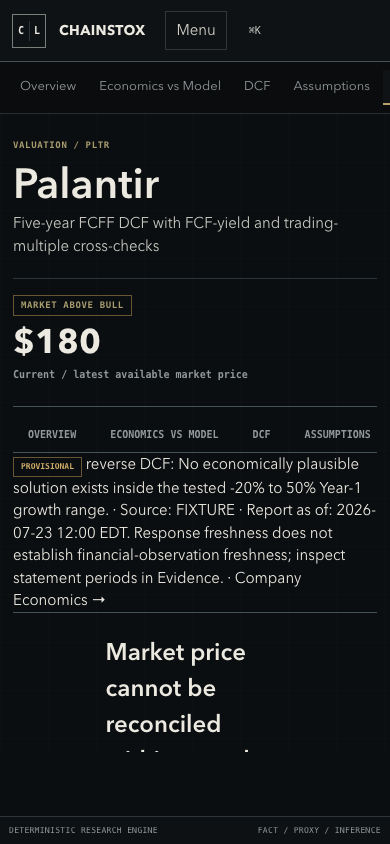 C L CHAINSTOX Menu ⌘K
Overview Economics vs Model DCF Assumptions
VALUATION / PLTR
Palantir
Five-year FCFF DCF with FCF-yield and trading-
multiple cross-checks
MARKET ABOVE BULL
$180
Current / latest available market price
OVERVIEW ECONOMICS VS MODEL DCF ASSUMPTIONS
PROVISIONAL reverse DCF: No economically plausible
solution exists inside the tested -20% to 50% Year-1
growth range. · Source: FIXTURE · Report as of: 2026-
07-23 12:00 EDT. Response freshness does not
establish financial-observation freshness; inspect
statement periods in Evidence. · Company
Economics →
Market price
cannot be
reconciled
DETERMINISTIC RESEARCH ENGINE FACT / PROXY / INFERENCE